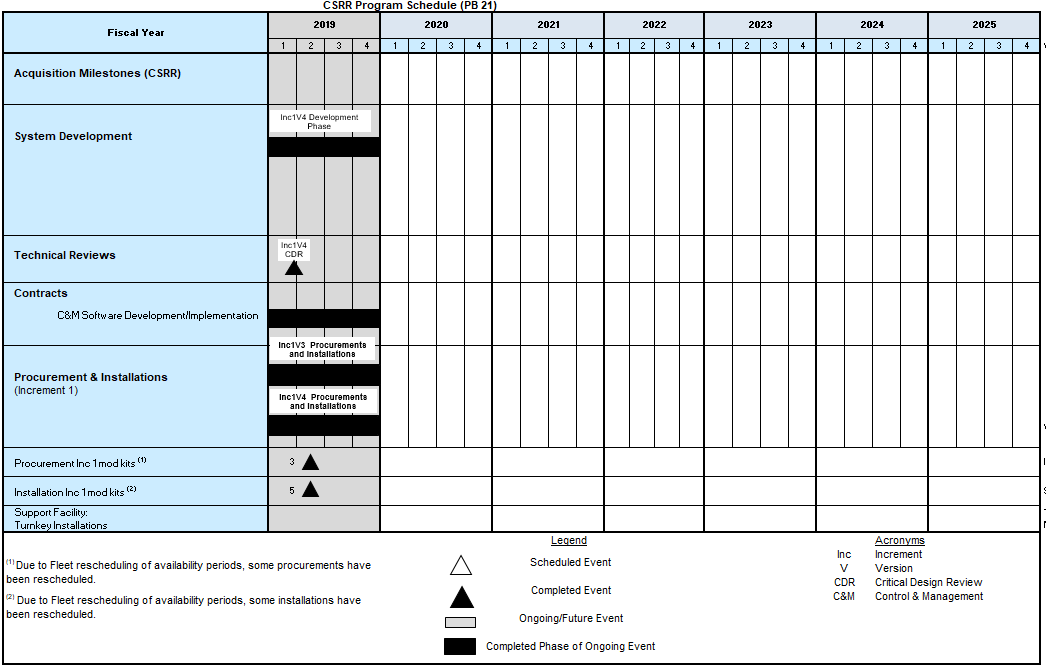 CSRR Program Schedule (PB 21)
Fiscal Year
2019 2020 2021 2022 2023 2024 2025
1 2 3 4 1 2 3 4 1 2 3 4 1 2 3 4 1 2 3 4 1 2 3 4 1 2 3 4
Acquisition Milestones (CSRR)
System Development
Inc1V4 Development
Phase
Technical Reviews
Inc1V4
CDR
Contracts
C&M Software Development/Implementation
Inc1V3 Procurements
and Installations
Procurement & Installations
(Increment 1)
Inc1V4 Procurements
and Installations
Procurement Inc 1 mod kits (1) 3
Installation Inc 1 mod kits (2) 5
Support Facility:
Turnkey Installations
(1) Due to Fleet rescheduling of availability periods, some procurements have
been rescheduled.
(2) Due to Fleet rescheduling of availability periods, some installations have
been rescheduled.
Legend
Scheduled Event
Completed Event
Ongoing/Future Event
Completed Phase of Ongoing Event
Acronyms
Inc Increment
V Version
CDR Critical Design Review
C&M Control & Management